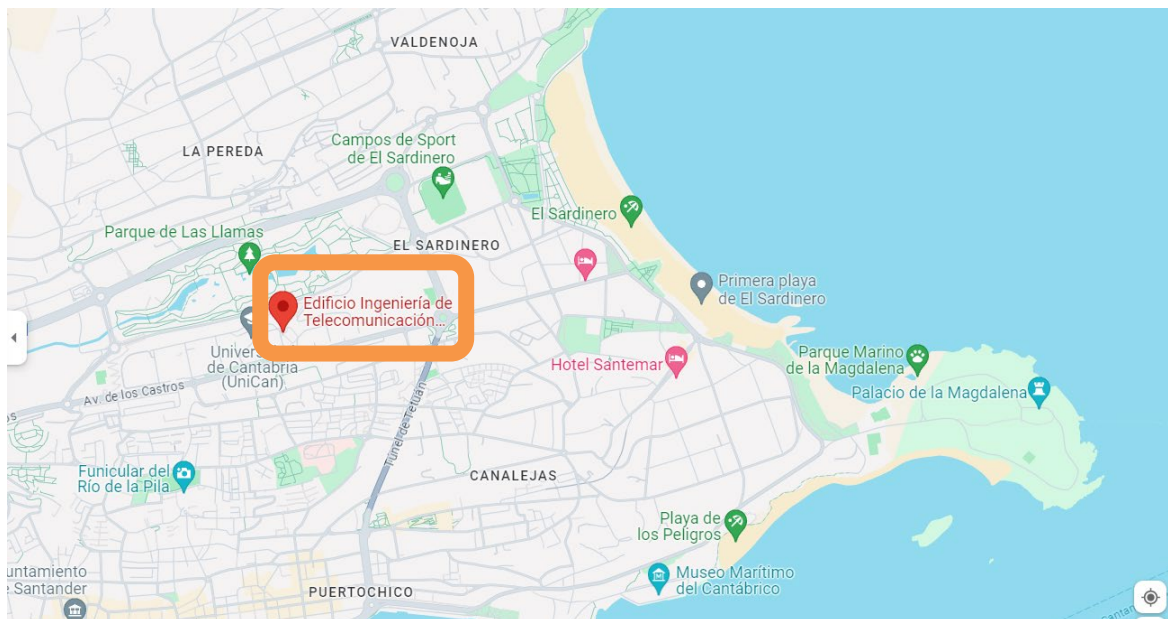 VALDENOJA
Campos de Sport
de El Sardinero
LA PEREDA
El Sardinero
Parque de Las Llamas
EL SARDINERO
Primera playa
de El Sardinero
Edificio Ingeniería de
Telecomunicación...
Univers
de Cantabria
(UniCan)
Hotel Santemar
Parque Marino
de la Magdalena
Palacio de la Magdalena
Av. de los Castros
os
Túnel de Tetuán
Funicular del
Río de la Pila
CANALEJAS
Playa de
los Peligros
Museo Marítimo
del Cantábrico
untamiento
Santander
PUERTOCHICO
Santan